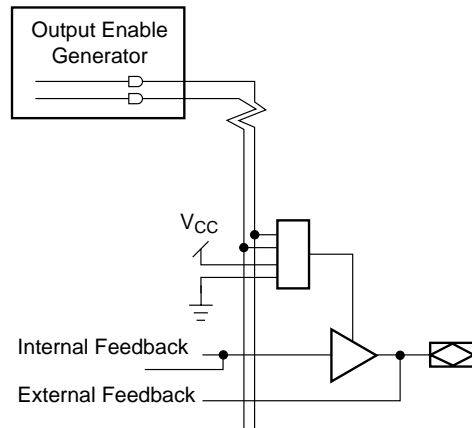 Output Enable
Generator
VCC
Internal Feedback
External Feedback